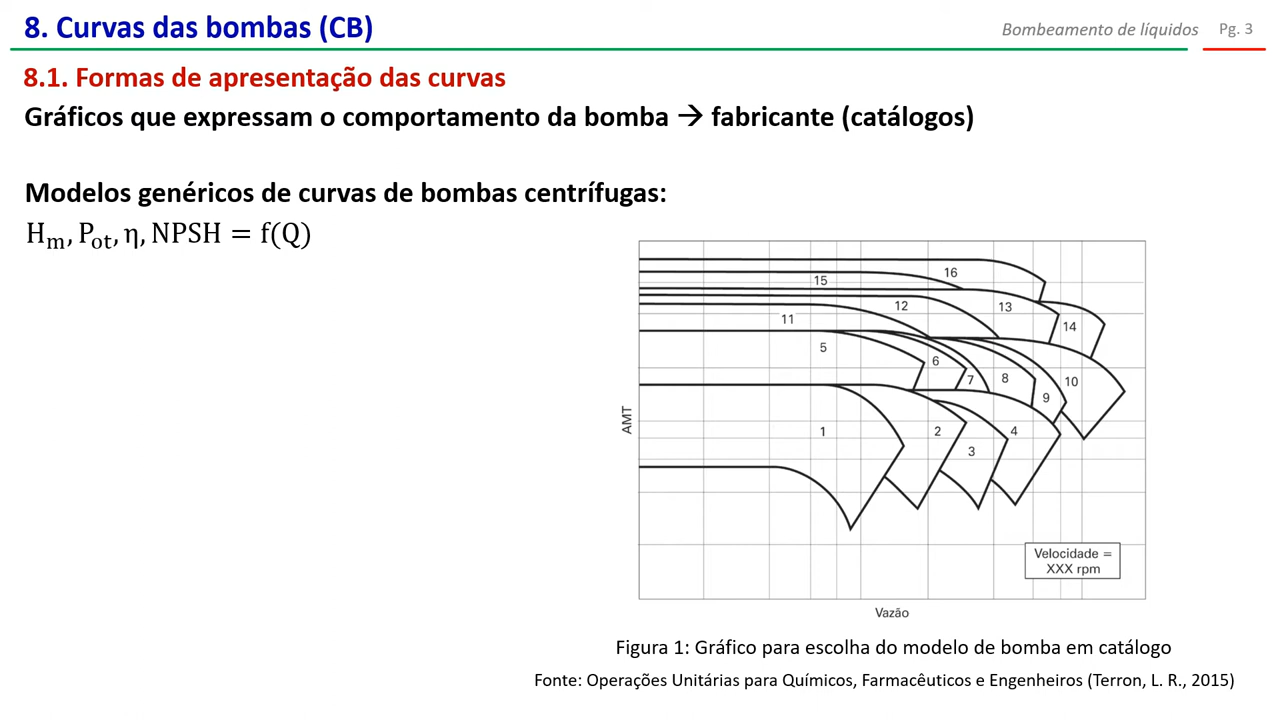 8. Curvas das bombas (CB)
Bombeamento de líquidos
Pg. 3
8.1. Formas de apresentação das curvas
Gráficos que expressam o comportamento da bomba → fabricante (catálogos)
Modelos genéricos de curvas de bombas centrífugas:
Hm, Pot, η, NPSH = f(Q)
16
15
12
13
11
14
5
6
7
8
10
9
1
2
4
3
AMT
Velocidade =
XXX rpm
Vazão
Figura 1: Gráfico para escolha do modelo de bomba em catálogo
Fonte: Operações Unitárias para Químicos, Farmacêuticos e Engenheiros (Terron, L. R., 2015)